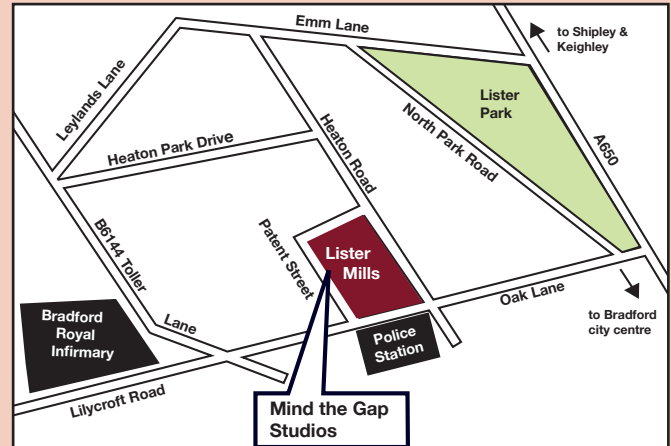 Emm Lane
to Shipley &
Keighley
Leylands Lane
Lister
Park
North Park Road
A650
Heaton Park Drive
Heaton Road
B6144 Toller
Lane
Patent Street
Lister
Mills
Oak Lane
to Bradford
city centre
Bradford
Royal
Infirmary
Police
Station
Lilycroft Road
Mind the Gap
Studios